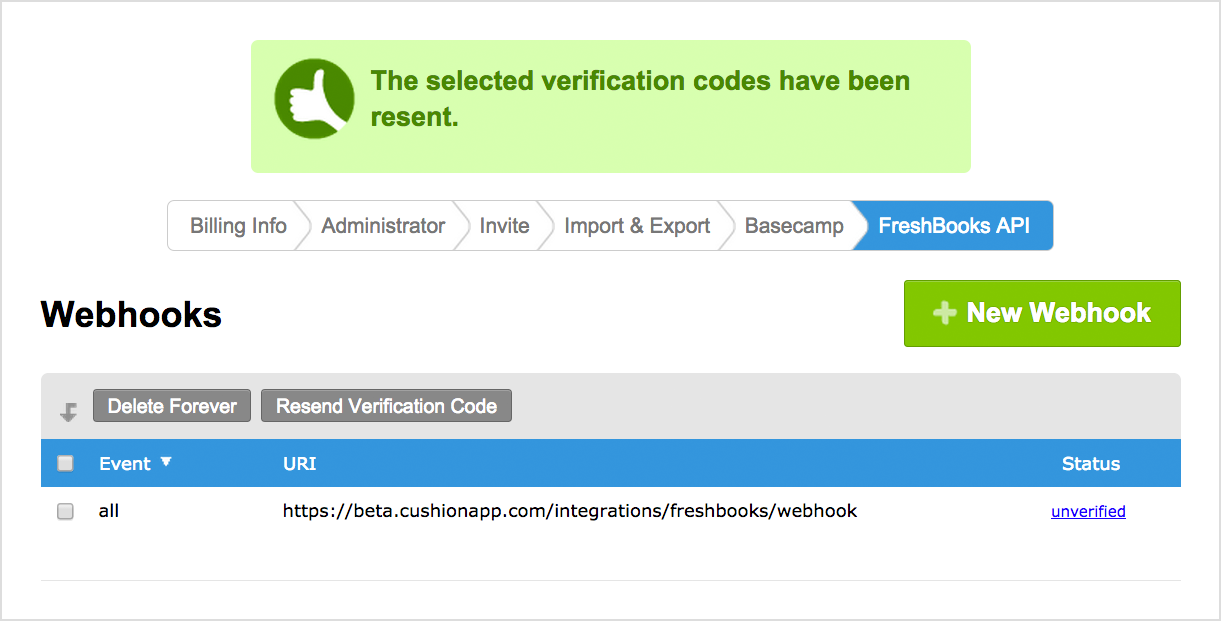 The selected verification codes have been
resent.
Billing Info Administrator Invite Import & Export Basecamp FreshBooks API
Webhooks
New Webhook
Delete Forever Resend Verification Code
Event URI Status
all https://beta.cushionapp.com/integrations/freshbooks/webhook unverified